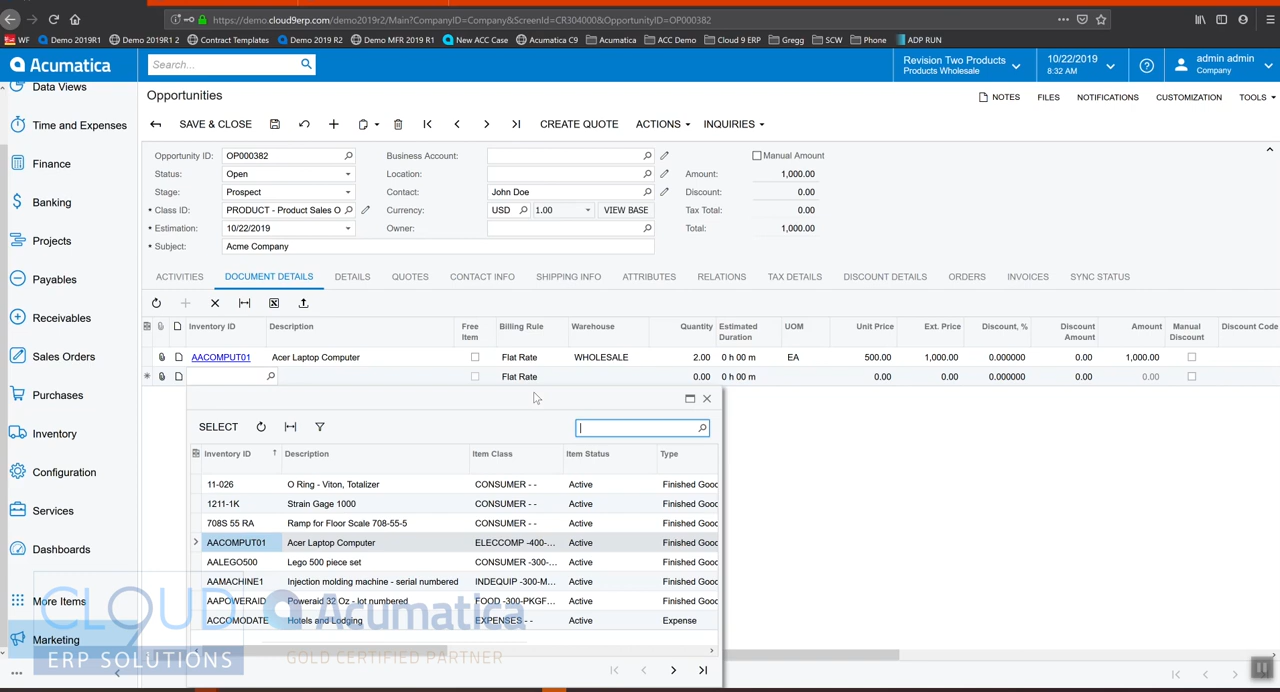 https://demo.cloud9erp.com/demo2019r2/Main?CompanyID=Company&ScreenId=CR304000&OpportunityID=OP000382
WF Demo 2019R1 Demo 2019R1 2 Contract Templates Demo 2019 R2 Demo MFR 2019 R1 New ACC Case Acumatica C9 Acumatica ACC Demo Cloud 9 ERP Gregg SCW Phone ADP RUN
Acumatica Search... Revision Two Products 10/22/2019 admin admin
Products Wholesale 8:32 AM Company
Data Views
Time and Expenses
Finance
Banking
Projects
Payables
Receivables
Sales Orders
Purchases
Inventory
Configuration
Services
Dashboards
More Items
Marketing
Opportunities NOTES FILES NOTIFICATIONS CUSTOMIZATION TOOLS
SAVE & CLOSE CREATE QUOTE ACTIONS INQUIRIES
Opportunity ID: OP000382 Business Account: Manual Amount
Status: Open Location: Amount: 1,000.00
Stage: Prospect Contact: John Doe Discount: 0.00
* Class ID: PRODUCT - Product Sales O Currency: USD 1.00 VIEW BASE Tax Total: 0.00
* Estimation: 10/22/2019 Owner: Total: 1,000.00
* Subject: Acme Company
ACTIVITIES DOCUMENT DETAILS DETAILS QUOTES CONTACT INFO SHIPPING INFO ATTRIBUTES RELATIONS TAX DETAILS DISCOUNT DETAILS ORDERS INVOICES SYNC STATUS
Inventory ID Description Free Item Billing Rule Warehouse Quantity Estimated Duration UOM Unit Price Ext. Price Discount, % Discount Amount Amount Manual Discount Discount Code
AACOMPUT01 Acer Laptop Computer Flat Rate WHOLESALE 2.00 0 h 00 m EA 500.00 1,000.00 0.000000 0.00 1,000.00
Flat Rate 0.00 0 h 00 m 0.00 0.00 0.000000 0.00 0.00
SELECT
Inventory ID Description Item Class Item Status Type
11-026 O Ring - Viton, Totalizer CONSUMER - - Active Finished Good
1211-1K Strain Gage 1000 CONSUMER - - Active Finished Good
708S 55 RA Ramp for Floor Scale 708-55-5 CONSUMER - - Active Finished Good
AACOMPUT01 Acer Laptop Computer ELECCOMP -400-... Active Finished Good
AALEGO500 Lego 500 piece set CONSUMER -300-... Active Finished Good
AAMACHINE1 Injection molding machine - serial numbered INDEQUIP -300-M... Active Finished Good
AAPOWERAID Poweraid 32 Oz - lot numbered FOOD -100-PKGF... Active Finished Good
ACCOMODATE Hotels and Lodging EXPENSES - - Active Expense
CLOUD 9
ERP SOLUTIONS
Acumatica
GOLD CERTIFIED PARTNER